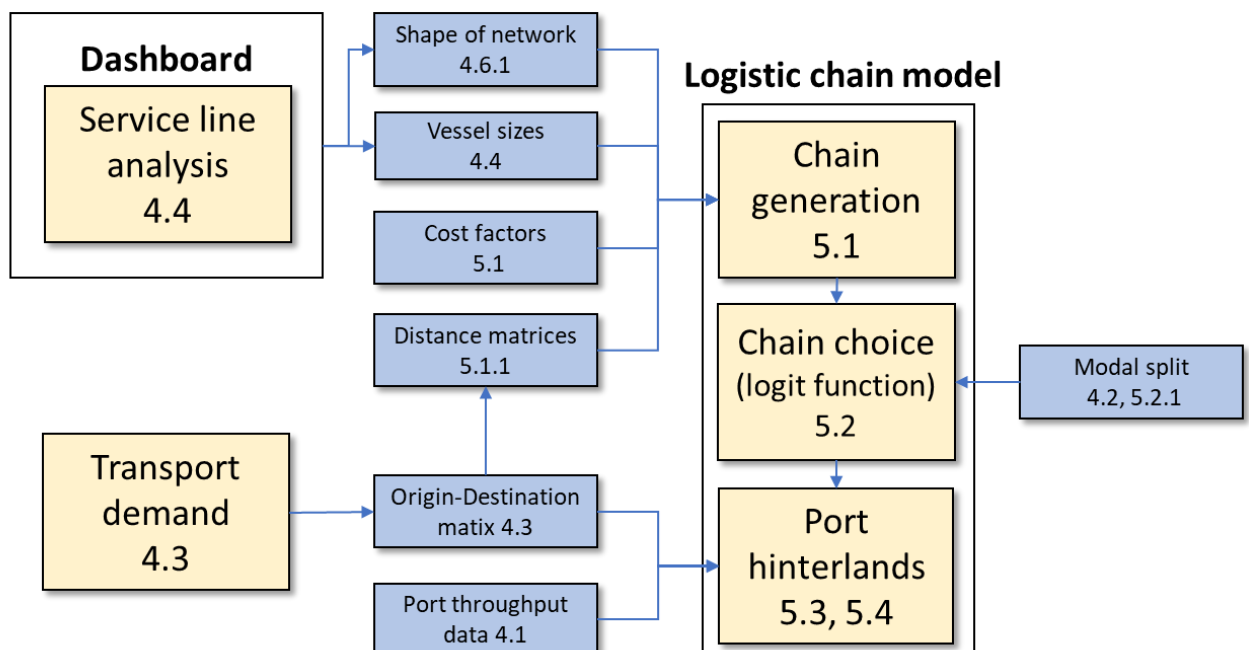 Dashboard
Service line
analysis
4.4
Shape of network
4.6.1
Vessel sizes
4.4
Cost factors
5.1
Distance matrices
5.1.1
Logistic chain model
Chain
generation
5.1
Chain choice
(logit function)
5.2
Modal split
4.2, 5.2.1
Transport
demand
4.3
Origin-Destination
matix 4.3
Port throughput
data 4.1
Port
hinterlands
5.3, 5.4